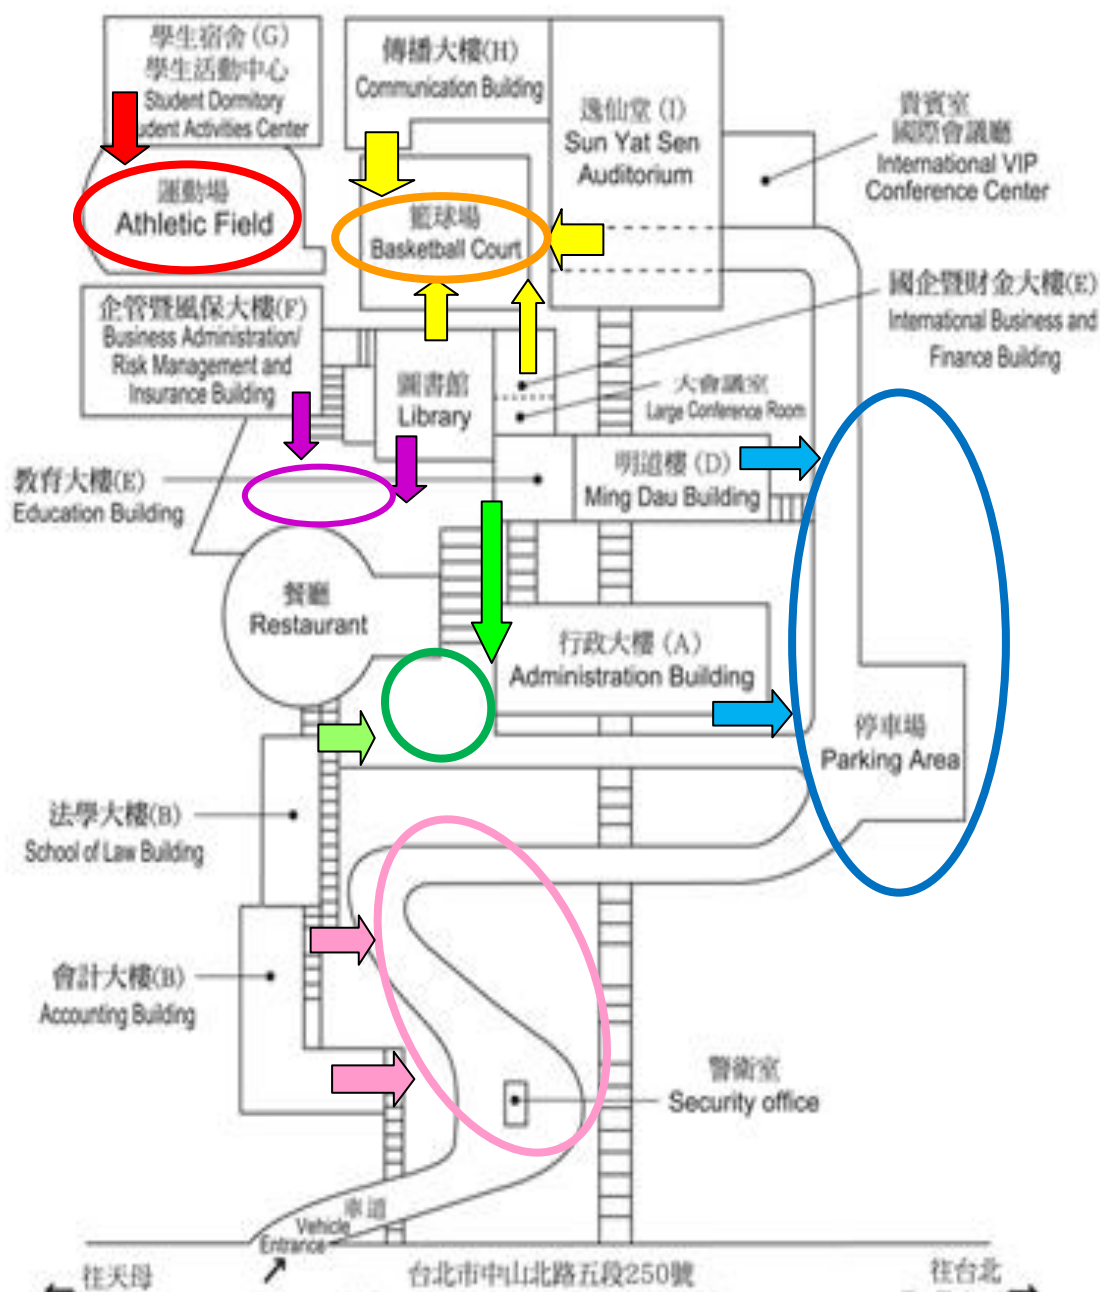 學生宿舍(G)
學生活動中心
Student Dormitory
udent Activities Center
傳播大樓(H)
Communication Building
逸仙堂(I)
Sun Yat Sen
Auditorium
貴賓室
國際會議廳
International VIP
Conference Center
運動場
Athletic Field
籃球場
Basketball Court
國企暨財金大樓(E)
International Business and
Finance Building
企管暨風保大樓(F)
Business Administration/
Risk Management and
Insurance Building
圖書館
Library
大會議室
Large Conference Room
教育大樓(E)
Education Building
明道樓(D)
Ming Dau Building
餐廳
Restaurant
行政大樓(A)
Administration Building
停車場
Parking Area
法學大樓(B)
School of Law Building
會計大樓(B)
Accounting Building
警衛室
Security office
車道
Vehicle
Entrance
往天母
台北市中山北路五段250號
往台北